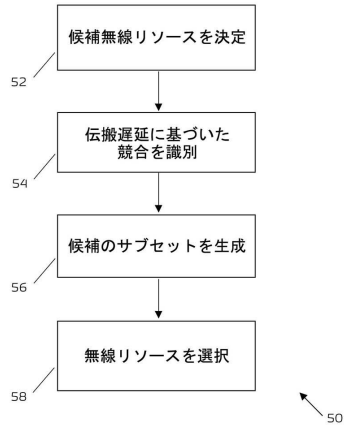 候補無線リソースを決定
52
伝搬遅延に基づいた
競合を識別
54
候補のサブセットを生成
56
無線リソースを選択
58
50